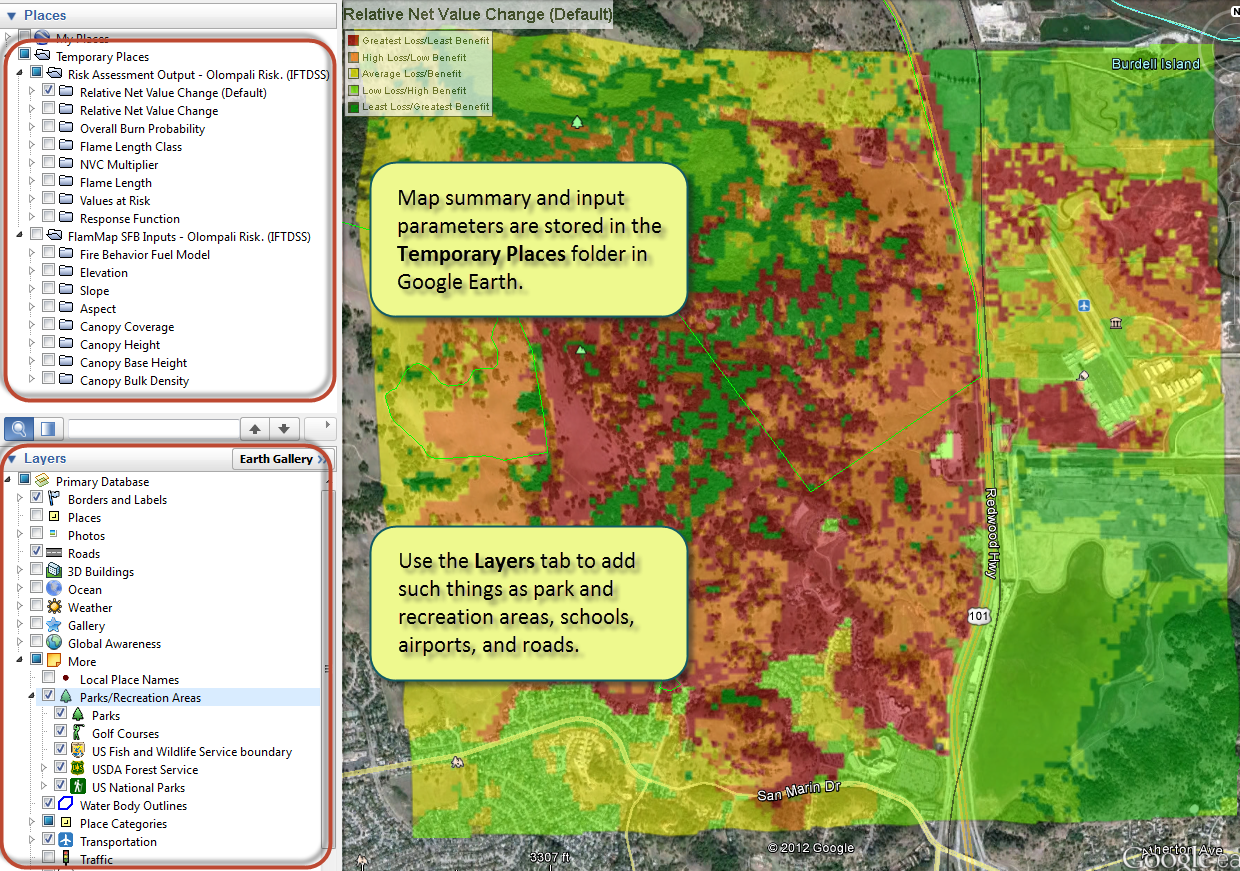 Places
My Places
Temporary Places
Risk Assessment Output - Olompali Risk. (IFTDSS)
Relative Net Value Change (Default)
Relative Net Value Change
Overall Burn Probability
Flame Length Class
NVC Multiplier
Flame Length
Values at Risk
Response Function
FlamMap SFB Inputs - Olompali Risk. (IFTDSS)
Fire Behavior Fuel Model
Elevation
Slope
Aspect
Canopy Coverage
Canopy Height
Canopy Base Height
Canopy Bulk Density
Layers
Earth Gallery »
Primary Database
Borders and Labels
Places
Photos
Roads
3D Buildings
Ocean
Weather
Gallery
Global Awareness
More
Local Place Names
Parks/Recreation Areas
Parks
Golf Courses
US Fish and Wildlife Service boundary
USDA Forest Service
US National Parks
Water Body Outlines
Place Categories
Transportation
Traffic
Relative Net Value Change (Default)
Greatest Loss/Least Benefit
High Loss/Low Benefit
Average Loss/Benefit
Low Loss/High Benefit
Least Loss/Greatest Benefit
N
Burdell Island
Map summary and input
parameters are stored in the
Temporary Places folder in
Google Earth.
Use the Layers tab to add
such things as park and
recreation areas, schools,
airports, and roads.
Redwood Hwy
101
San Marin Dr
3307 ft
© 2012 Google
Atherton Ave
Google ea